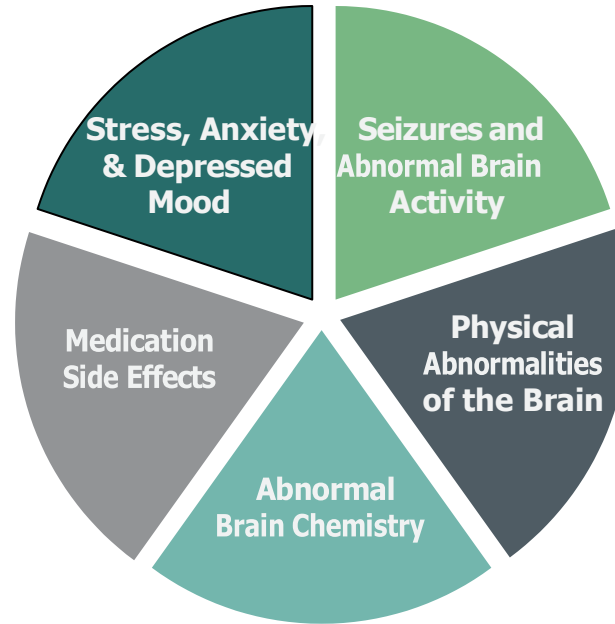 Stress, Anxiety,
& Depressed
Mood
Seizures and
Abnormal Brain
Activity
Physical
Abnormalities
of the Brain
Medication
Side Effects
Abnormal
Brain Chemistry